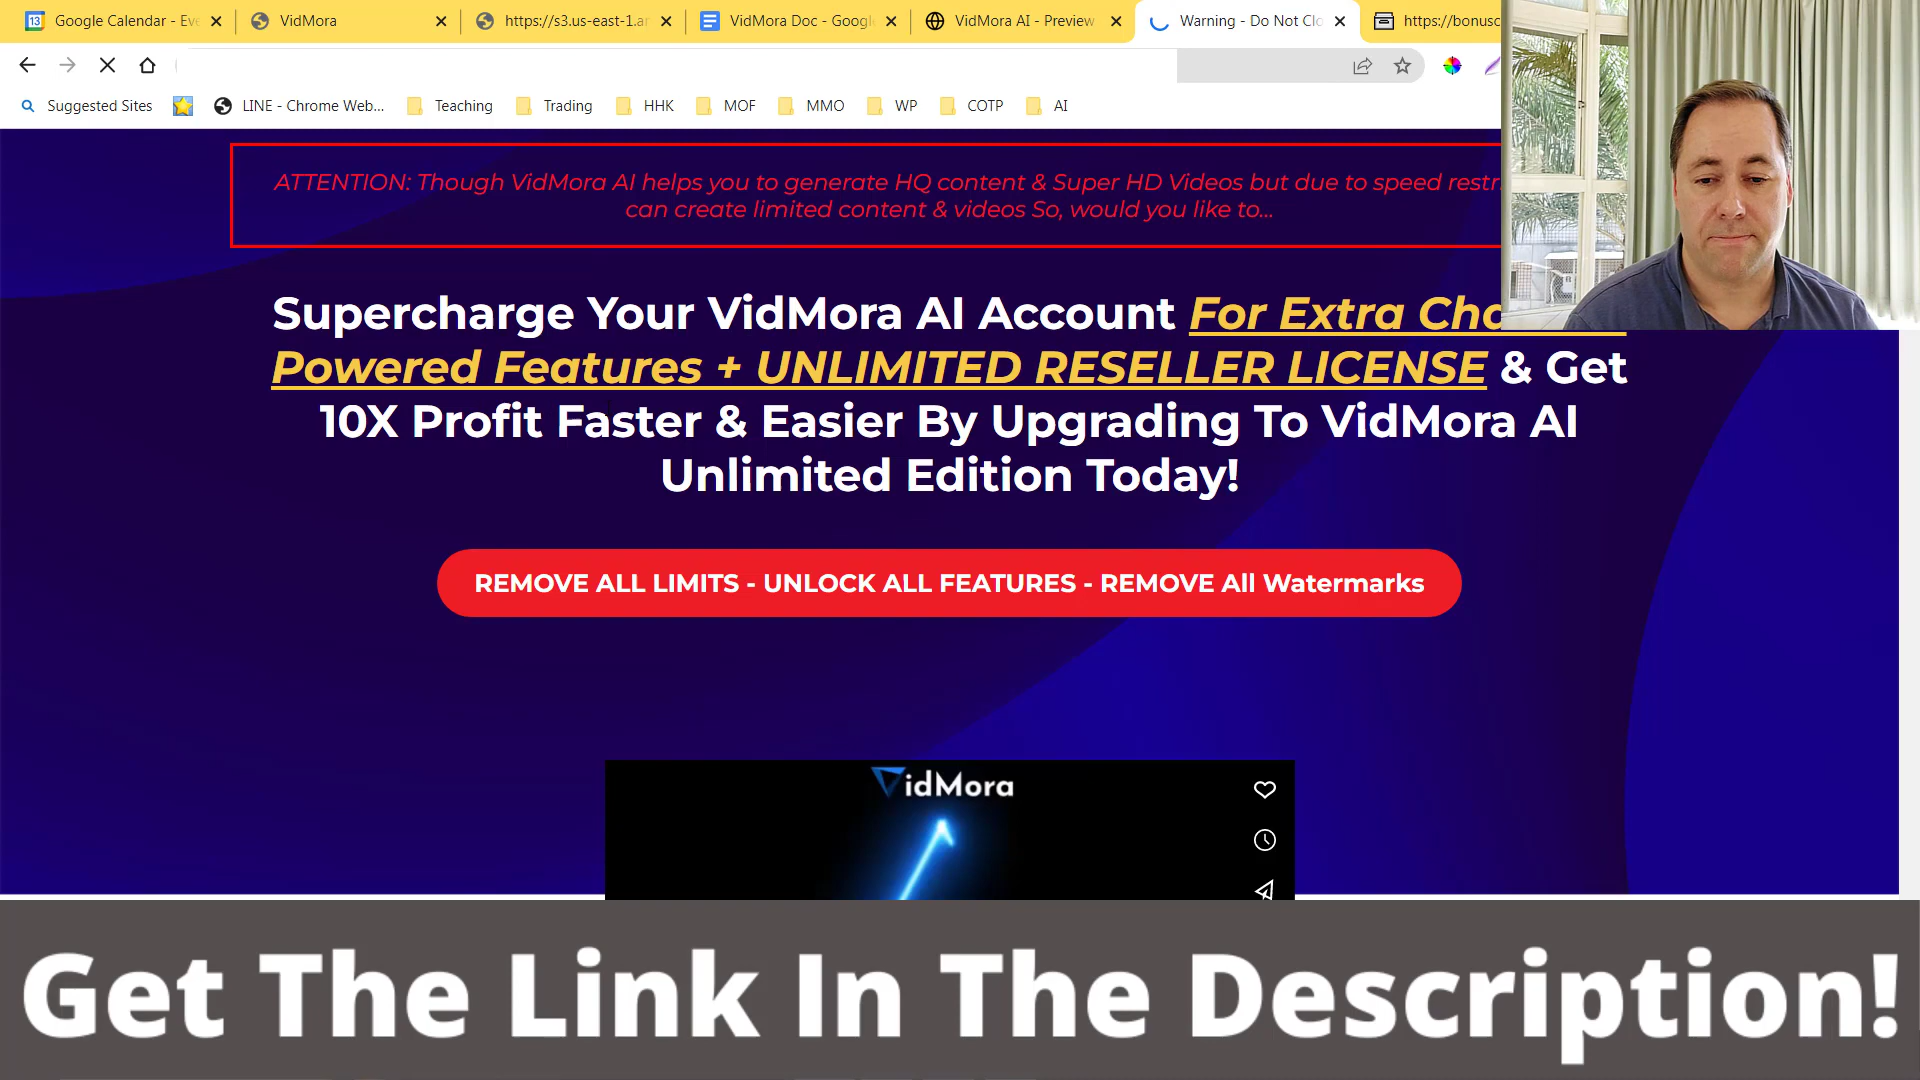 Google Calendar - Eve
VidMora
https://s3.us-east-1.ar
VidMora Doc - Google
VidMora AI - Preview
Warning - Do Not Clo
https://bonusc
Suggested Sites
LINE - Chrome Web...
Teaching
Trading
HHK
MOF
MMO
WP
COTP
AI
ATTENTION: Though VidMora AI helps you to generate HQ content & Super HD Videos but due to speed restr
can create limited content & videos So, would you like to...
Supercharge Your VidMora AI Account For Extra Cha
Powered Features + UNLIMITED RESELLER LICENSE & Get
10X Profit Faster & Easier By Upgrading To VidMora AI
Unlimited Edition Today!
REMOVE ALL LIMITS - UNLOCK ALL FEATURES - REMOVE All Watermarks
VidMora
Get The Link In The Description!